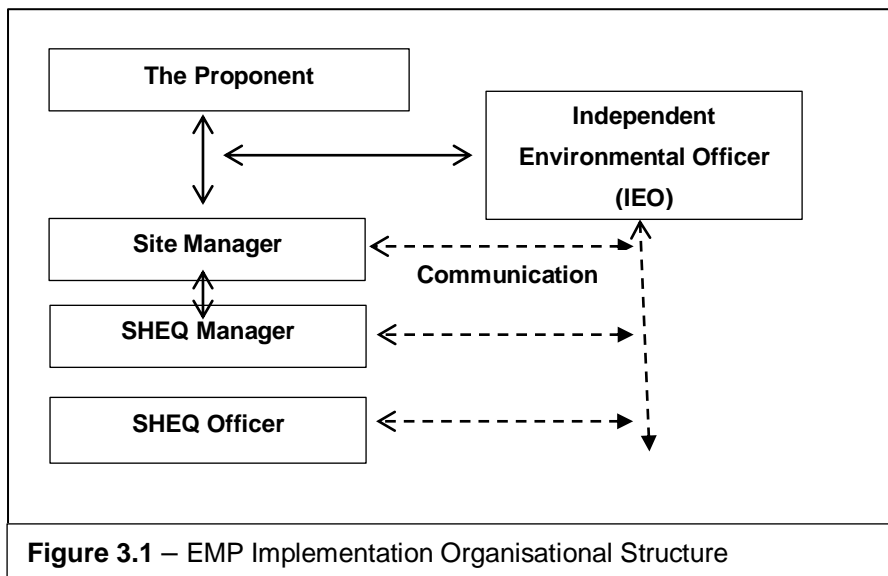 The Proponent
Independent
Environmental Officer
(IEO)
Site Manager
Communication
SHEQ Manager
SHEQ Officer
Figure 3.1 – EMP Implementation Organisational Structure